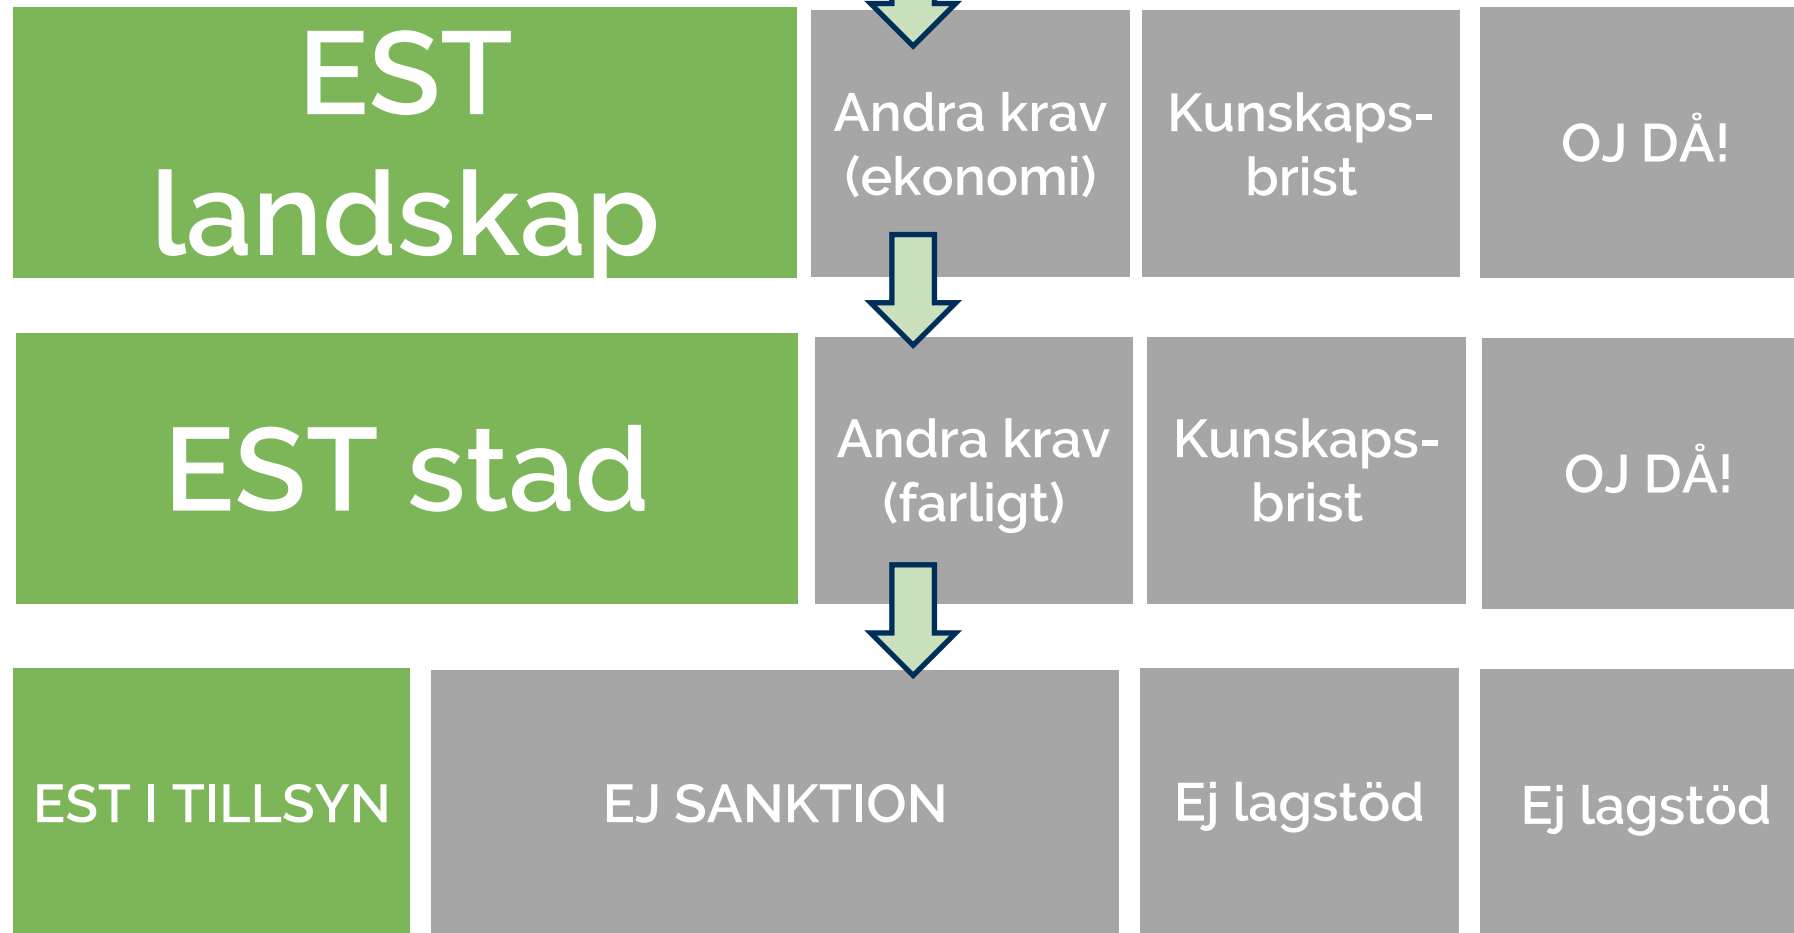 EST
landskap
Andra krav
(ekonomi)
Kunskaps-
brist
OJ DÅ!
EST stad
Andra krav
(farligt)
Kunskaps-
brist
OJ DÅ!
EST I TILLSYN
EJ SANKTION
Ej lagstöd
Ej lagstöd